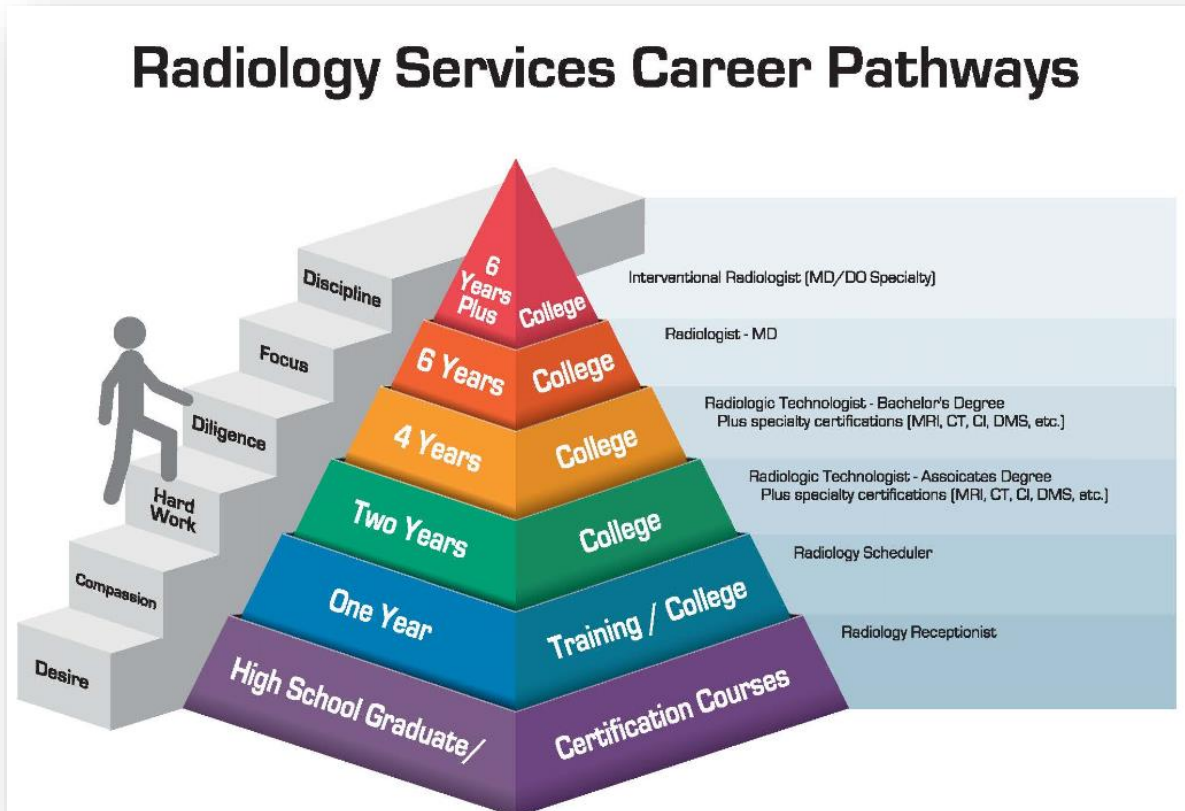 Radiology Services Career Pathways
Discipline
Focus
Diligence
Hard
Work
Compassion
Desire
6
Years
Plus
College
6 Years
College
4 Years
College
Two Years
College
One Year
Training / College
High School Graduate/
Certification Courses
Interventional Radiologist (MD/DO Specialty)
Radiologist - MD
Radiologic Technologist - Bachelor's Degree
Plus specialty certifications (MRI, CT, CI, DMS, etc.)
Radiologic Technologist - Assoicates Degree
Plus specialty certifications (MRI, CT, CI, DMS, etc.)
Radiology Scheduler
Radiology Receptionist